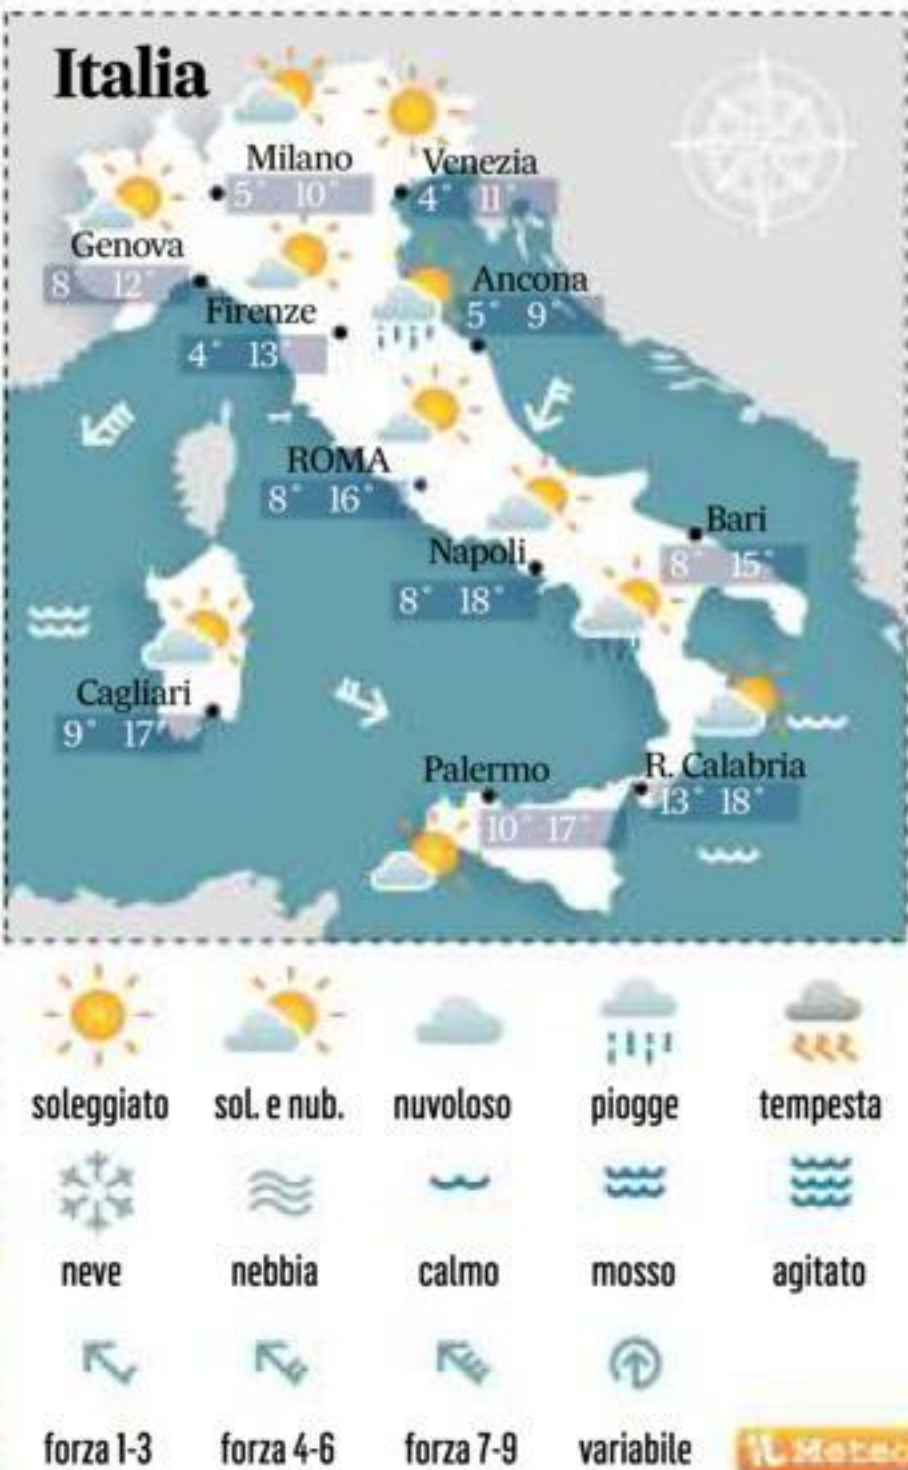 Italia
Milano
5° 10°
Venezia
4° 11°
Genova
8 12°
Ancona
5° 9°
Firenze
4° 13°
ROMA
8° 16°
Bari
8° 15°
Napoli
8° 18°
Cagliari
9° 17°
Palermo
10° 17°
R. Calabria
13° 18°
soleggiato sol. e nub. nuvoloso piogge tempesta
neve nebbia calmo mosso agitato
forza 1-3 forza 4-6 forza 7-9 variabile
iL Meteo